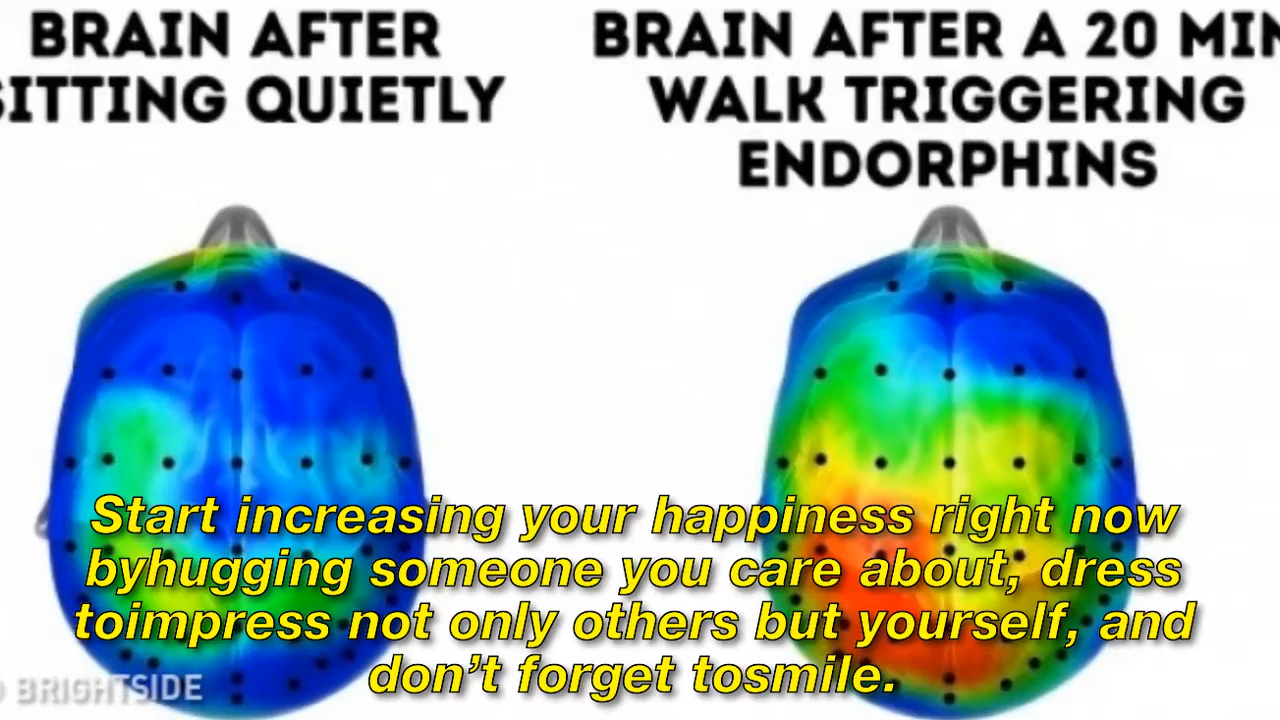 BRAIN AFTER
SITTING QUIETLY
BRAIN AFTER A 20 MIN
WALK TRIGGERING
ENDORPHINS
Start increasing your happiness right now
byhugging someone you care about, dress
toimpress not only others but yourself, and
don’t forget tosmile.
BRIGHTSIDE